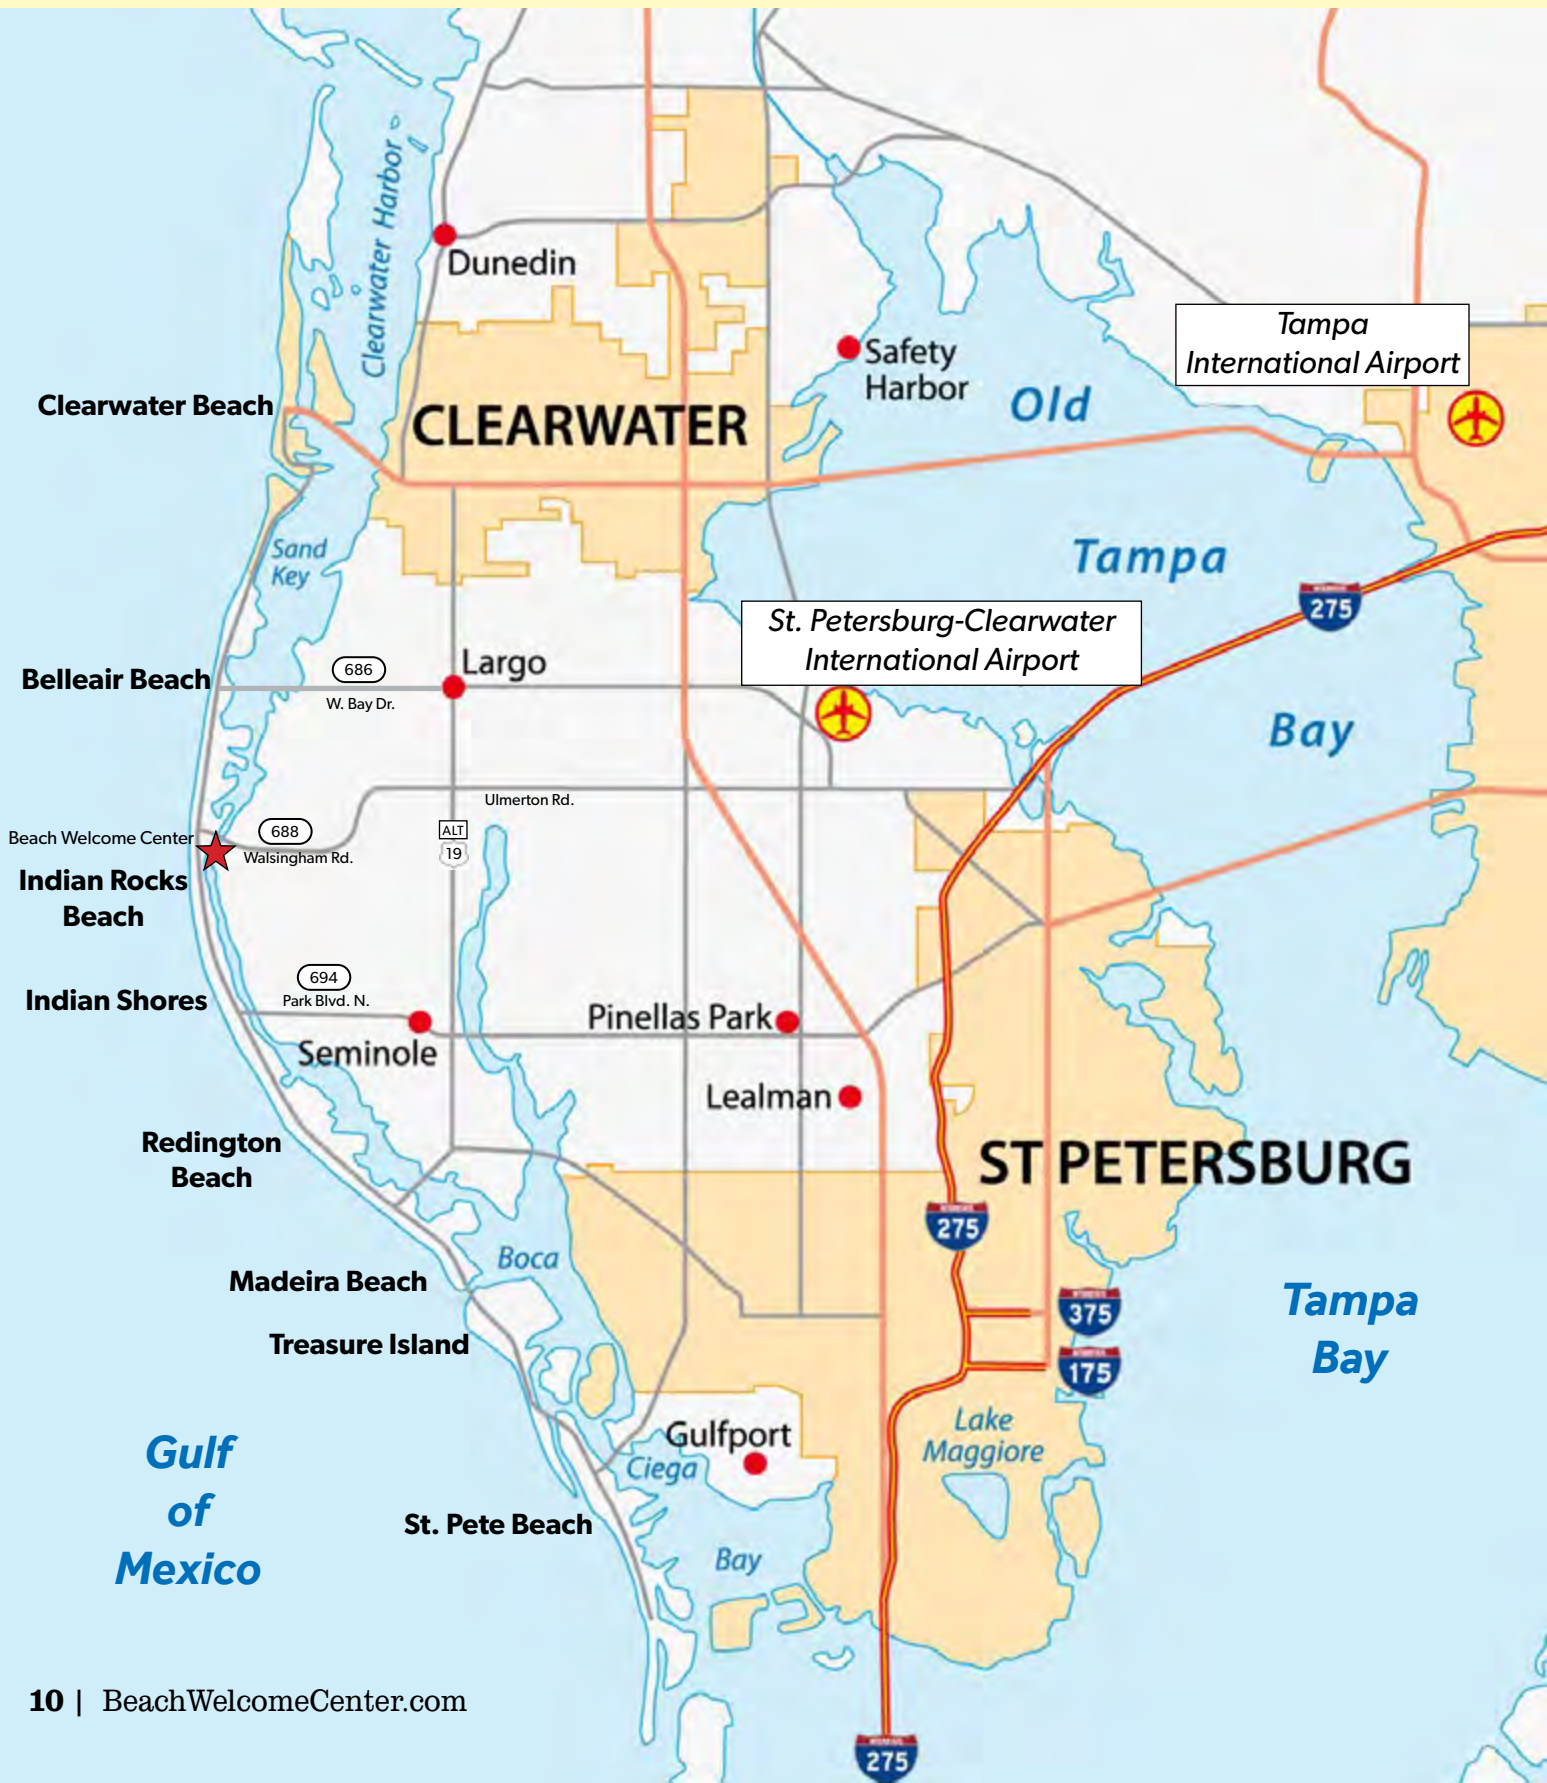 Clearwater Harbor
Dunedin
Tampa
International Airport
Safety
Harbor
Old
Clearwater Beach
CLEARWATER
Sand
Key
Tampa
275
St. Petersburg-Clearwater
International Airport
Largo
686
Belleair Beach
W. Bay Dr.
Bay
Ulmerton Rd.
ALT
19
688
Beach Welcome Center
Walsingham Rd.
Indian Rocks
Beach
694
Indian Shores
Park Blvd. N.
Pinellas Park
Seminole
Lealman
Redington
Beach
ST PETERSBURG
275
Boca
Madeira Beach
Treasure Island
375
175
Tampa
Bay
Gulf
of
Mexico
Gulfport
Ciega
Lake
Maggiore
St. Pete Beach
Bay
10 | BeachWelcomeCenter.com
275